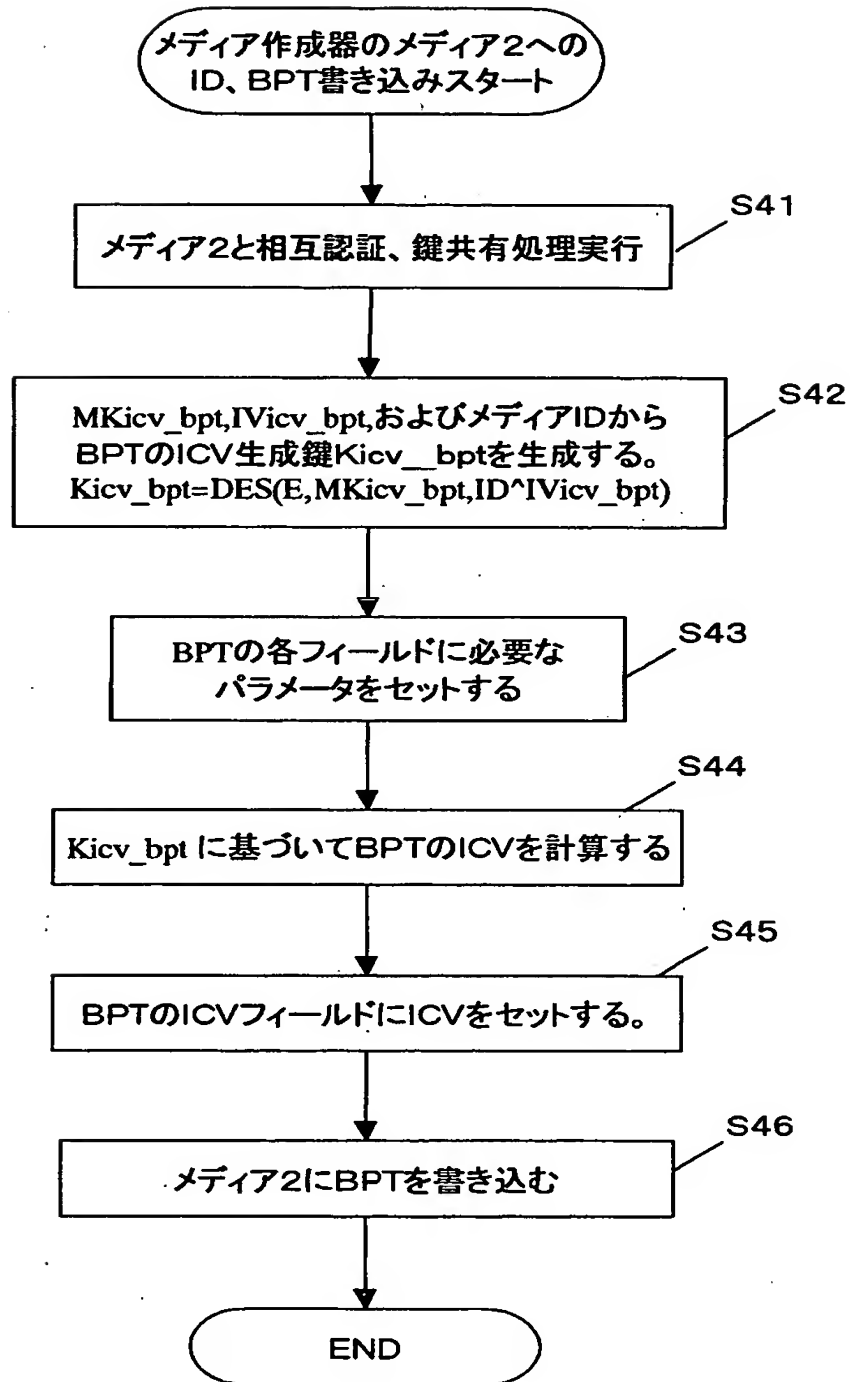 メディア作成器のメディア2への
ID、BPT書き込みスタート
S41
メディア2と相互認証、鍵共有処理実行
S42
MKicv_bpt,IVicv_bpt,およびメディアIDから
BPTのICV生成鍵Kicv__bptを生成する。
Kicv_bpt=DES(E,MKicv_bpt,ID^IVicv_bpt)
S43
BPTの各フィールドに必要な
パラメータをセットする
S44
Kicv_bpt に基づいてBPTのICVを計算する
S45
BPTのICVフィールドにICVをセットする。
S46
メディア2にBPTを書き込む
END